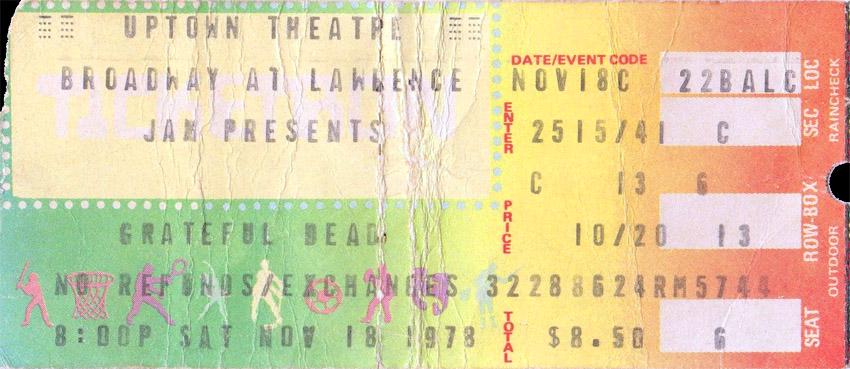 UPTOWN THEATRE
BROADWAY AT LAWRENCE
JAM PRESENTS
GRATEFUL DEAD
NO REFUNDS/EXCHANGES
8:00P SAT NOV 18 1978
DATE/EVENT CODE
NOV18C 22BALC
ENTER
2515/41 C
C 13 6
PRICE
10/20 13
32288624RM5744
TOTAL
$8.50 6
LOC
SEC
ROW-BOX
SEAT
RAINCHECK
OUTDOOR